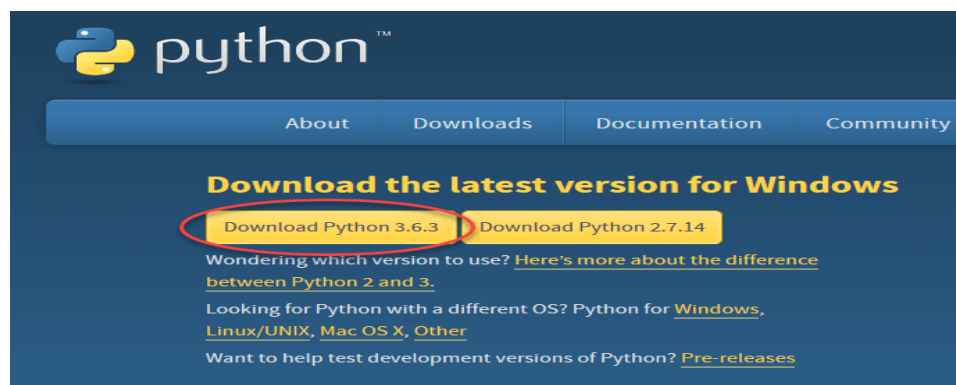 python™
About Downloads Documentation Community
Download the latest version for Windows
Download Python 3.6.3 Download Python 2.7.14
Wondering which version to use? Here's more about the difference
between Python 2 and 3.
Looking for Python with a different OS? Python for Windows,
Linux/UNIX, Mac OS X, Other
Want to help test development versions of Python? Pre-releases